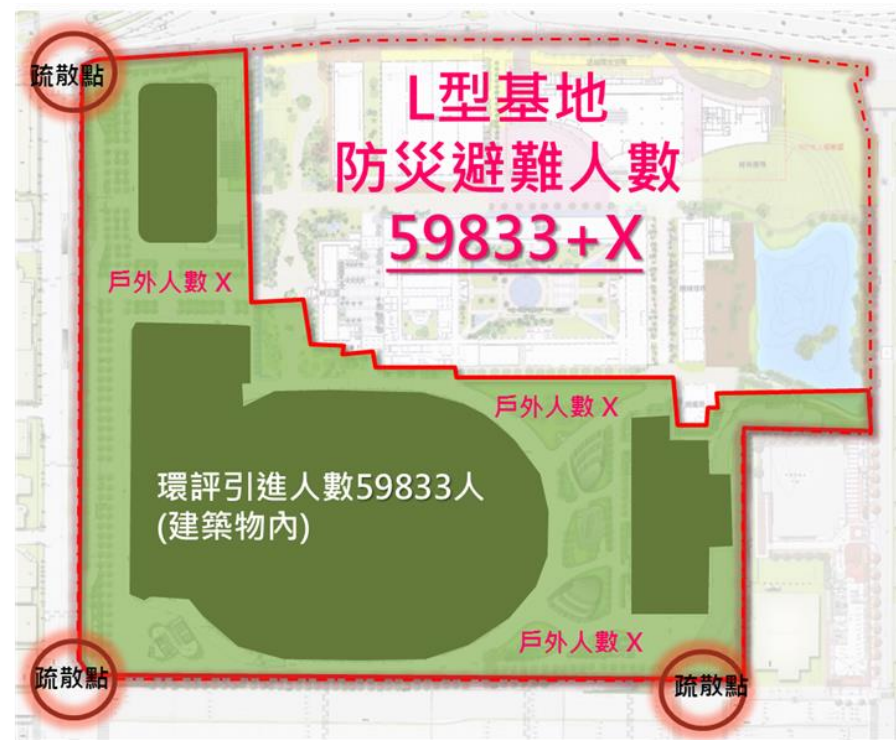 疏散點
L型基地
防災避難人數
59833+X
戶外人數 X
戶外人數 X
環評引進人數59833人
(建築物內)
戶外人數 X
疏散點
疏散點